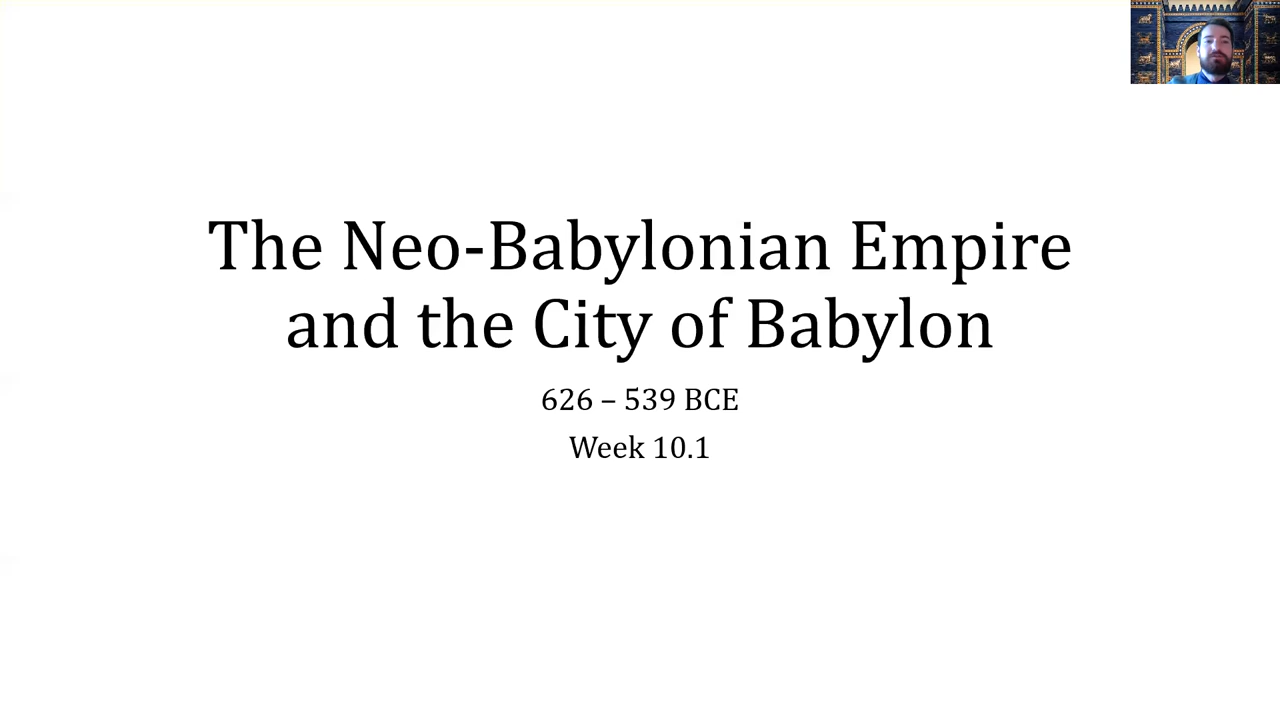 The Neo-Babylonian Empire
and the City of Babylon
626 – 539 BCE
Week 10.1